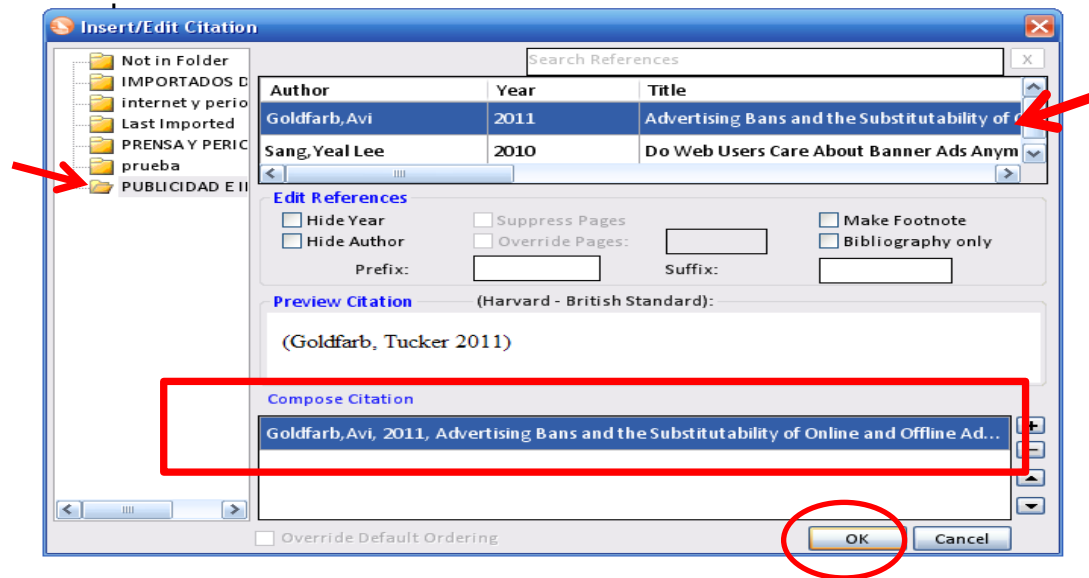 Insert/Edit Citation
Not in Folder
IMPORTADOS D
internet y perio
Last Imported
PRENSA Y PERIC
prueba
PUBLICIDAD E II
Search References X
Author Year Title
Goldfarb,Avi 2011 Advertising Bans and the Substitutability of
Sang,Yeal Lee 2010 Do Web Users Care About Banner Ads Anym
Edit References
Hide Year Suppress Pages Make Footnote
Hide Author Override Pages: Bibliography only
Prefix: Suffix:
Preview Citation (Harvard - British Standard):
(Goldfarb, Tucker 2011)
Compose Citation
Goldfarb,Avi, 2011, Advertising Bans and the Substitutability of Online and Offline Ad...
Override Default Ordering OK Cancel